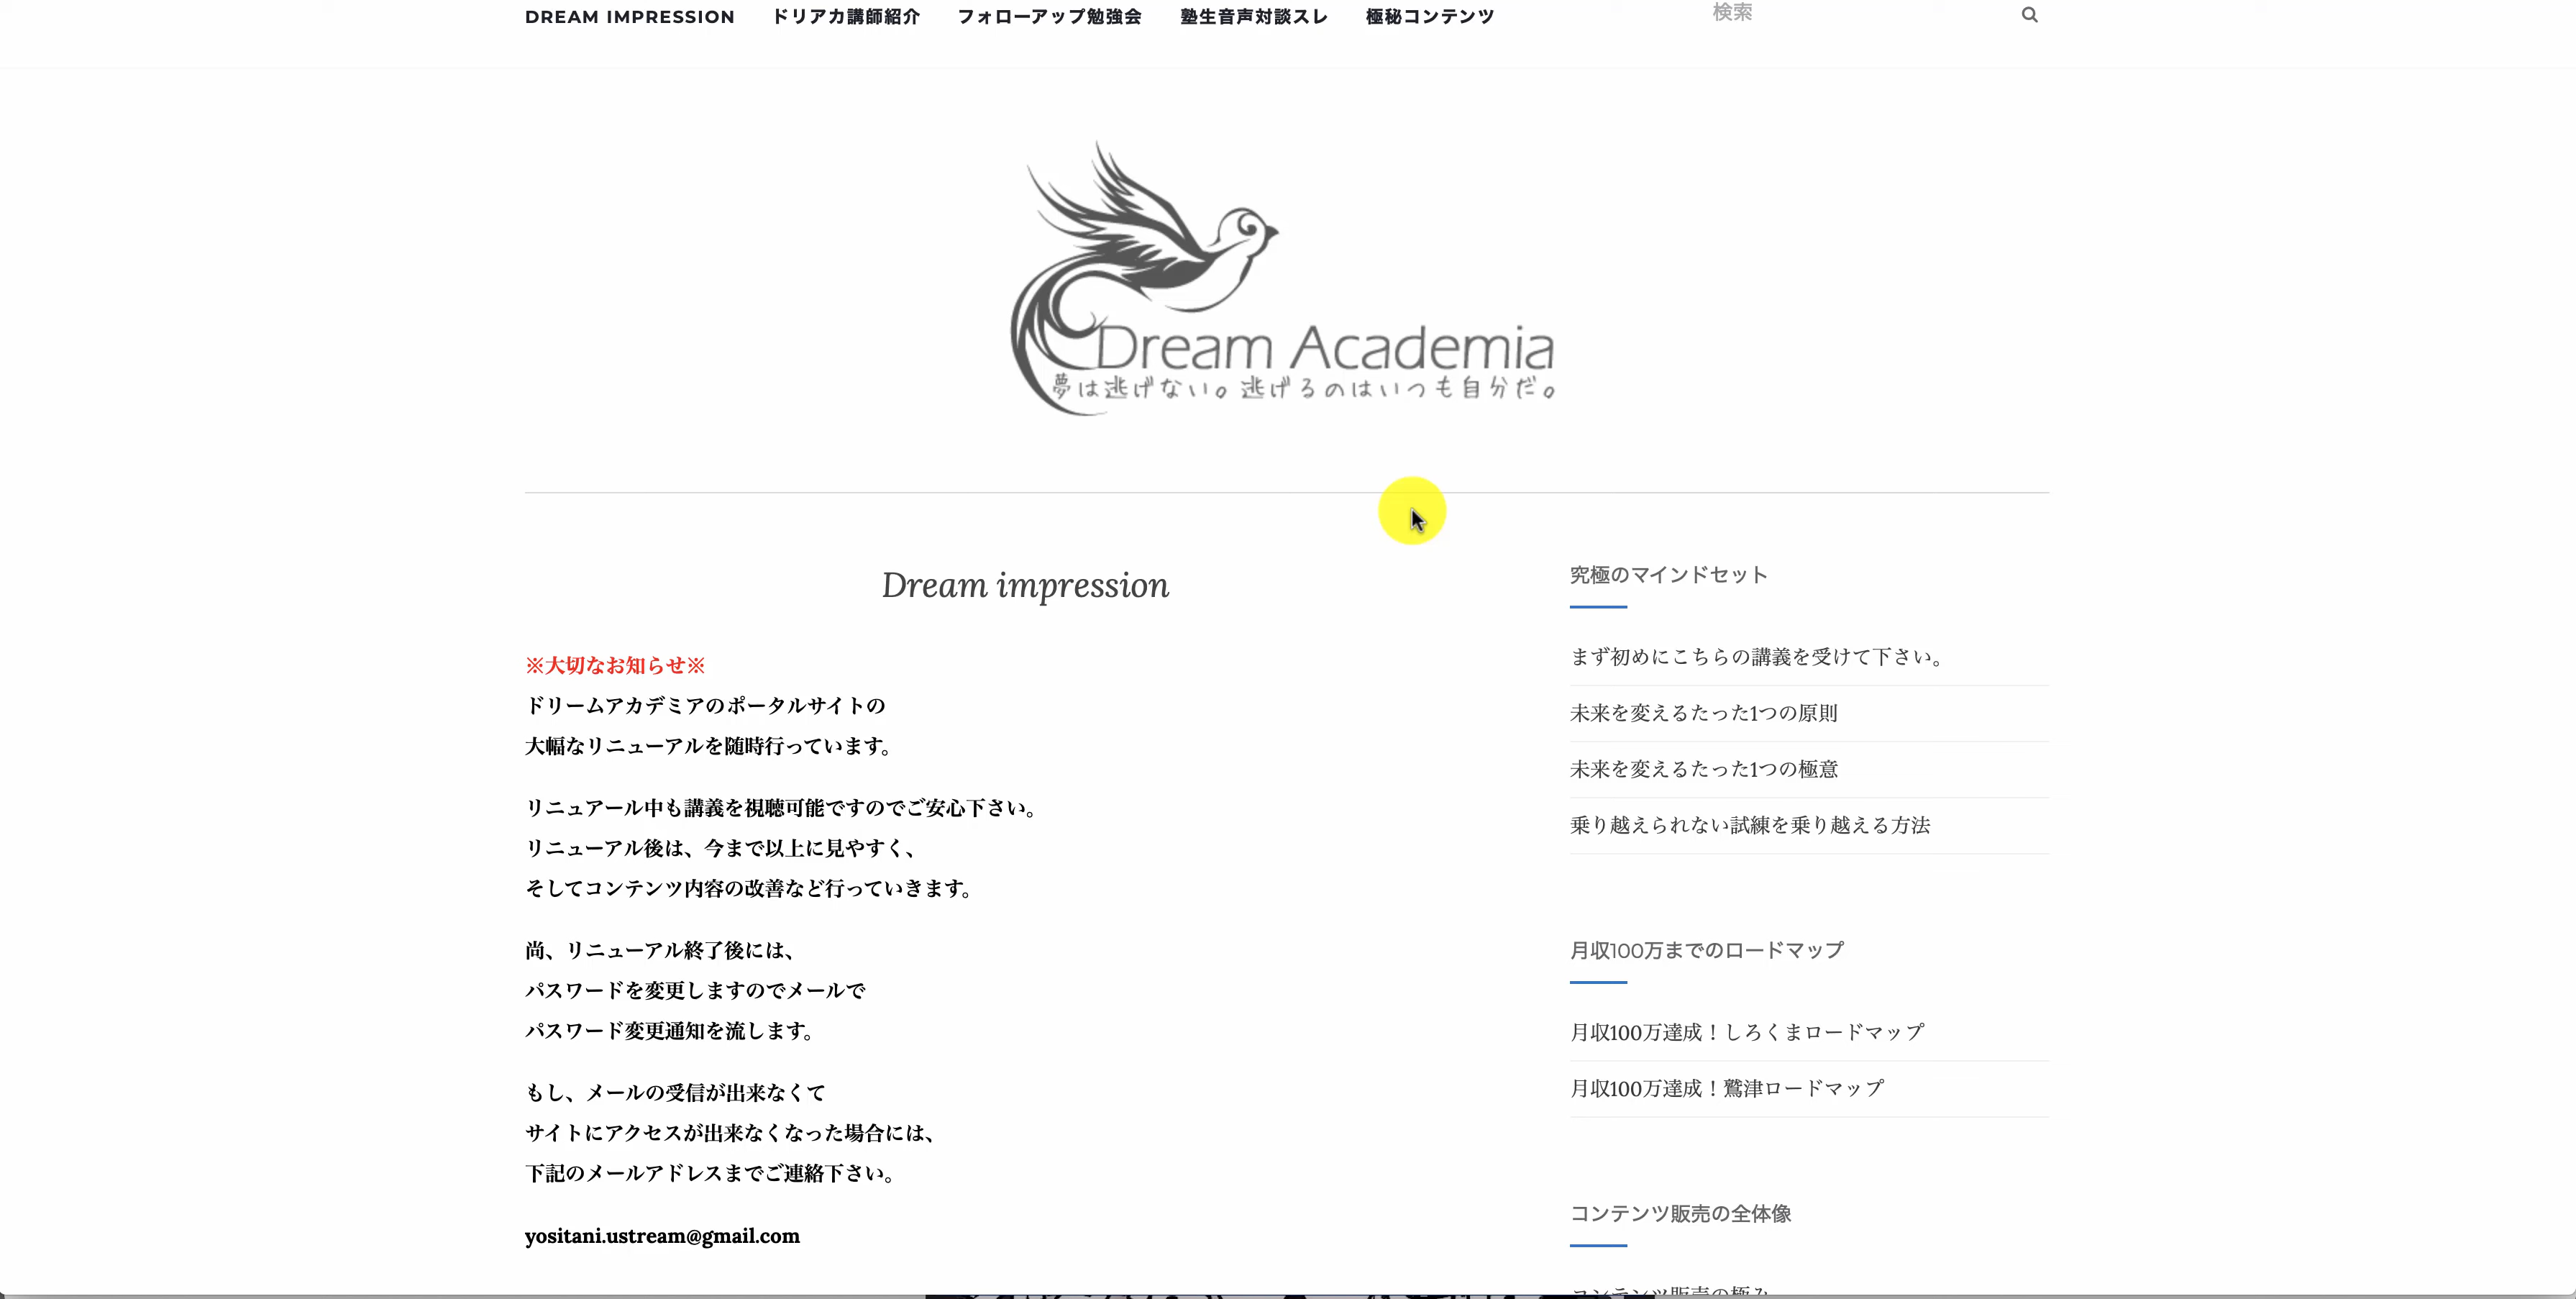 DREAM IMPRESSION ドリアカ講師紹介 フォローアップ勉強会 塾生音声対談スレ 極秘コンテンツ 検索
Dream Academia
夢は逃げない。逃げるのはいつも自分だ。
Dream impression
※大切なお知らせ※
ドリームアカデミアのポータルサイトの
大幅なリニューアルを随時行っています。
リニュアール中も講義を視聴可能ですのでご安心下さい。
リニューアル後は、今まで以上に見やすく、
そしてコンテンツ内容の改善など行っていきます。
尚、リニューアル終了後には、
パスワードを変更しますのでメールで
パスワード変更通知を流します。
もし、メールの受信が出来なくて
サイトにアクセスが出来なくなった場合には、
下記のメールアドレスまでご連絡下さい。
yositani.ustream@gmail.com
究極のマインドセット
まず初めにこちらの講義を受けて下さい。
未来を変えるたった1つの原則
未来を変えるたった1つの極意
乗り越えられない試練を乗り越える方法
月収100万までのロードマップ
月収100万達成！しろくまロードマップ
月収100万達成！鷲津ロードマップ
コンテンツ販売の全体像
コンテンツ販売の極み